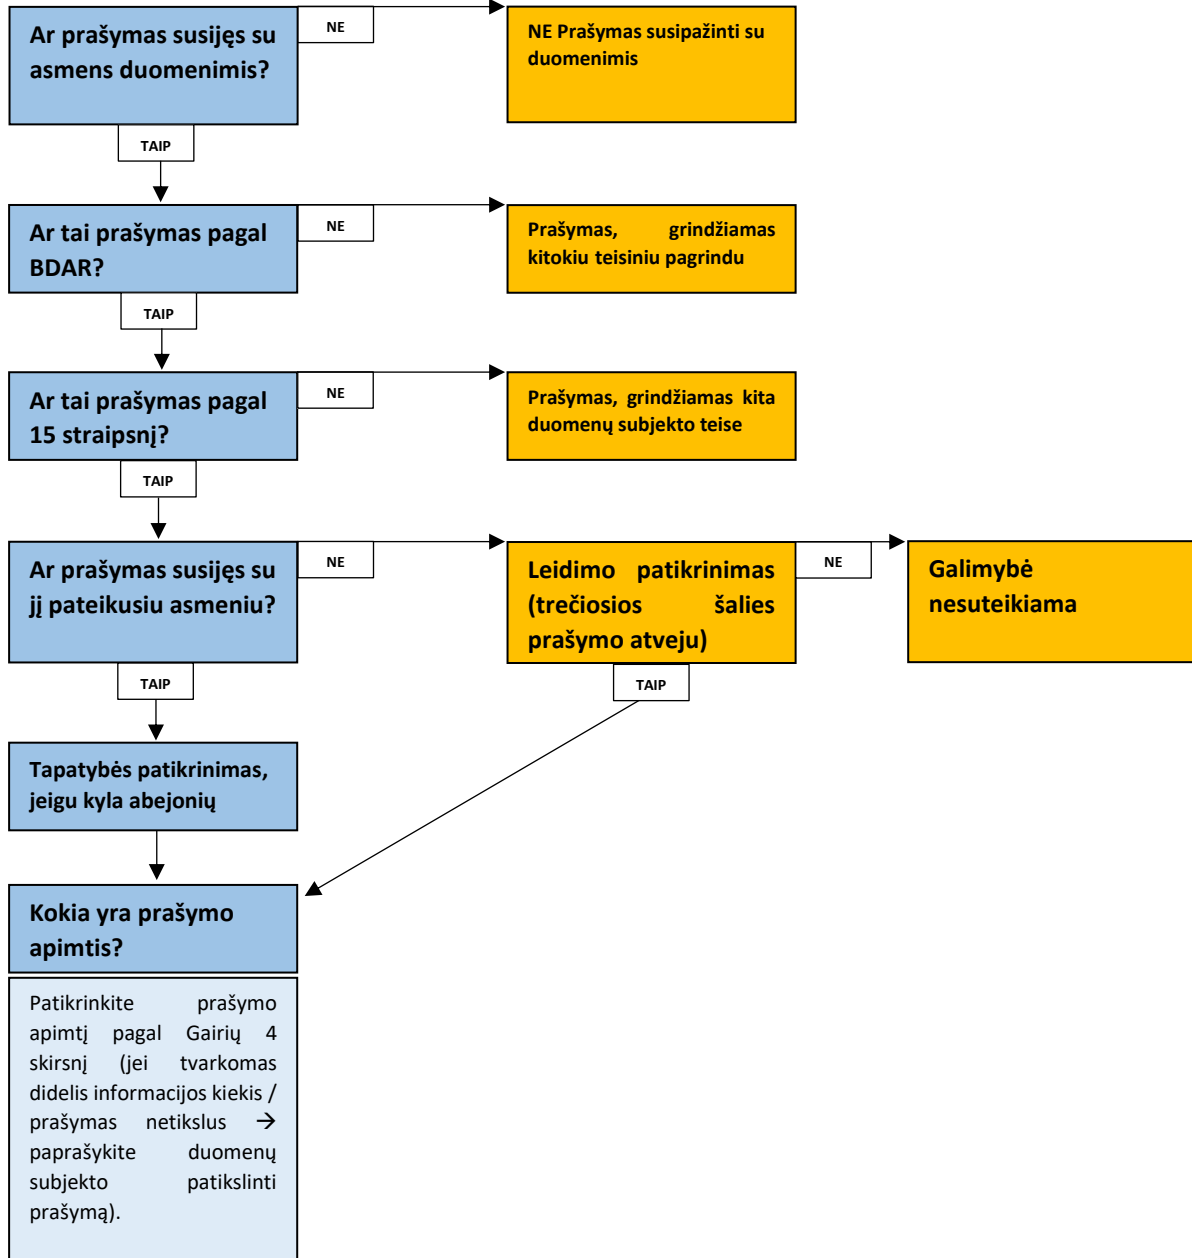 Ar prašymas susijęs su
asmens duomenimis?
NE
NE Prašymas susipažinti su
duomenimis
TAIP
Ar tai prašymas pagal
BDAR?
NE
Prašymas, grindžiamas
kitokiu teisiniu pagrindu
TAIP
Ar tai prašymas pagal
15 straipsnį?
NE
Prašymas, grindžiamas kita
duomenų subjekto teise
TAIP
Ar prašymas susijęs su
jį pateikusiu asmeniu?
NE
Leidimo patikrinimas
(trečiosios šalies
prašymo atveju)
NE
Galimybė
nesuteikiama
TAIP
TAIP
Tapatybės patikrinimas,
jeigu kyla abejonių
Kokia yra prašymo
apimtis?
Patikrinkite prašymo
apimtį pagal Gairių 4
skirsnį (jei tvarkomas
didelis informacijos kiekis /
prašymas netikslus →
paprašykite duomenų
subjekto patikslinti
prašymą).